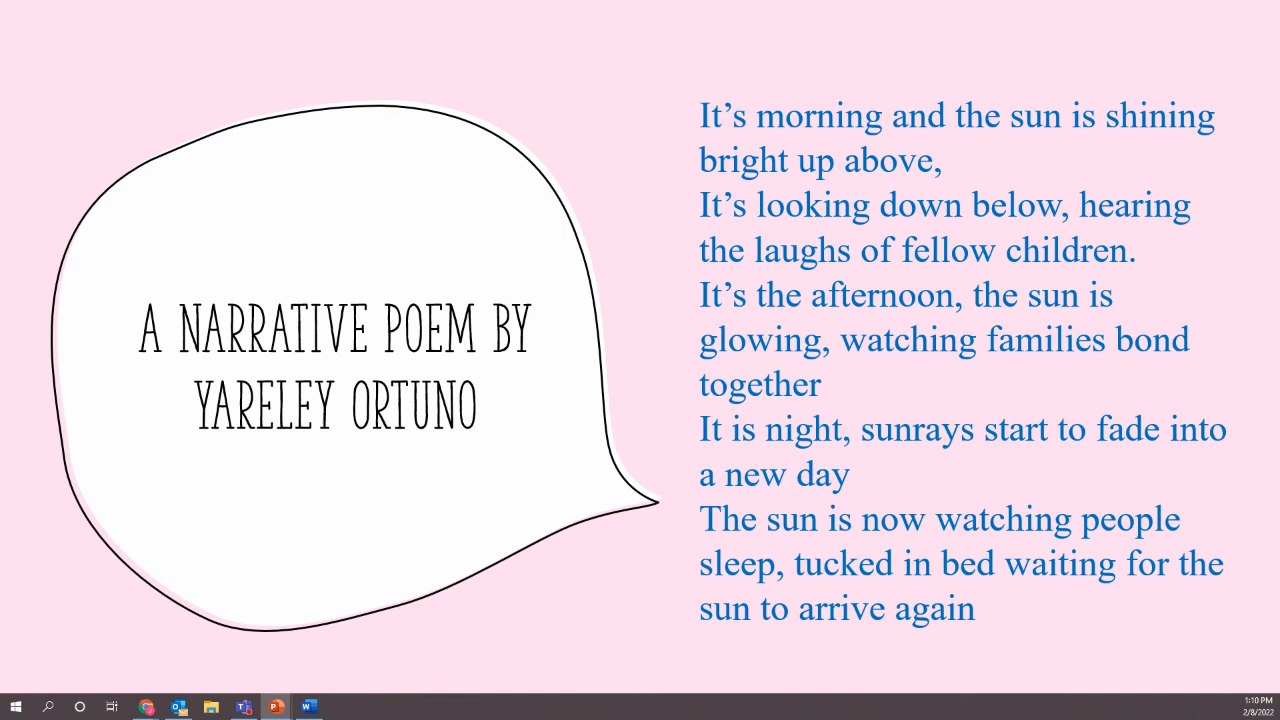 A NARRATIVE POEM BY
YARELEY ORTUNO
It’s morning and the sun is shining
bright up above,
It’s looking down below, hearing
the laughs of fellow children.
It’s the afternoon, the sun is
glowing, watching families bond
together
It is night, sunrays start to fade into
a new day
The sun is now watching people
sleep, tucked in bed waiting for the
sun to arrive again
1:10 PM
2/8/2022